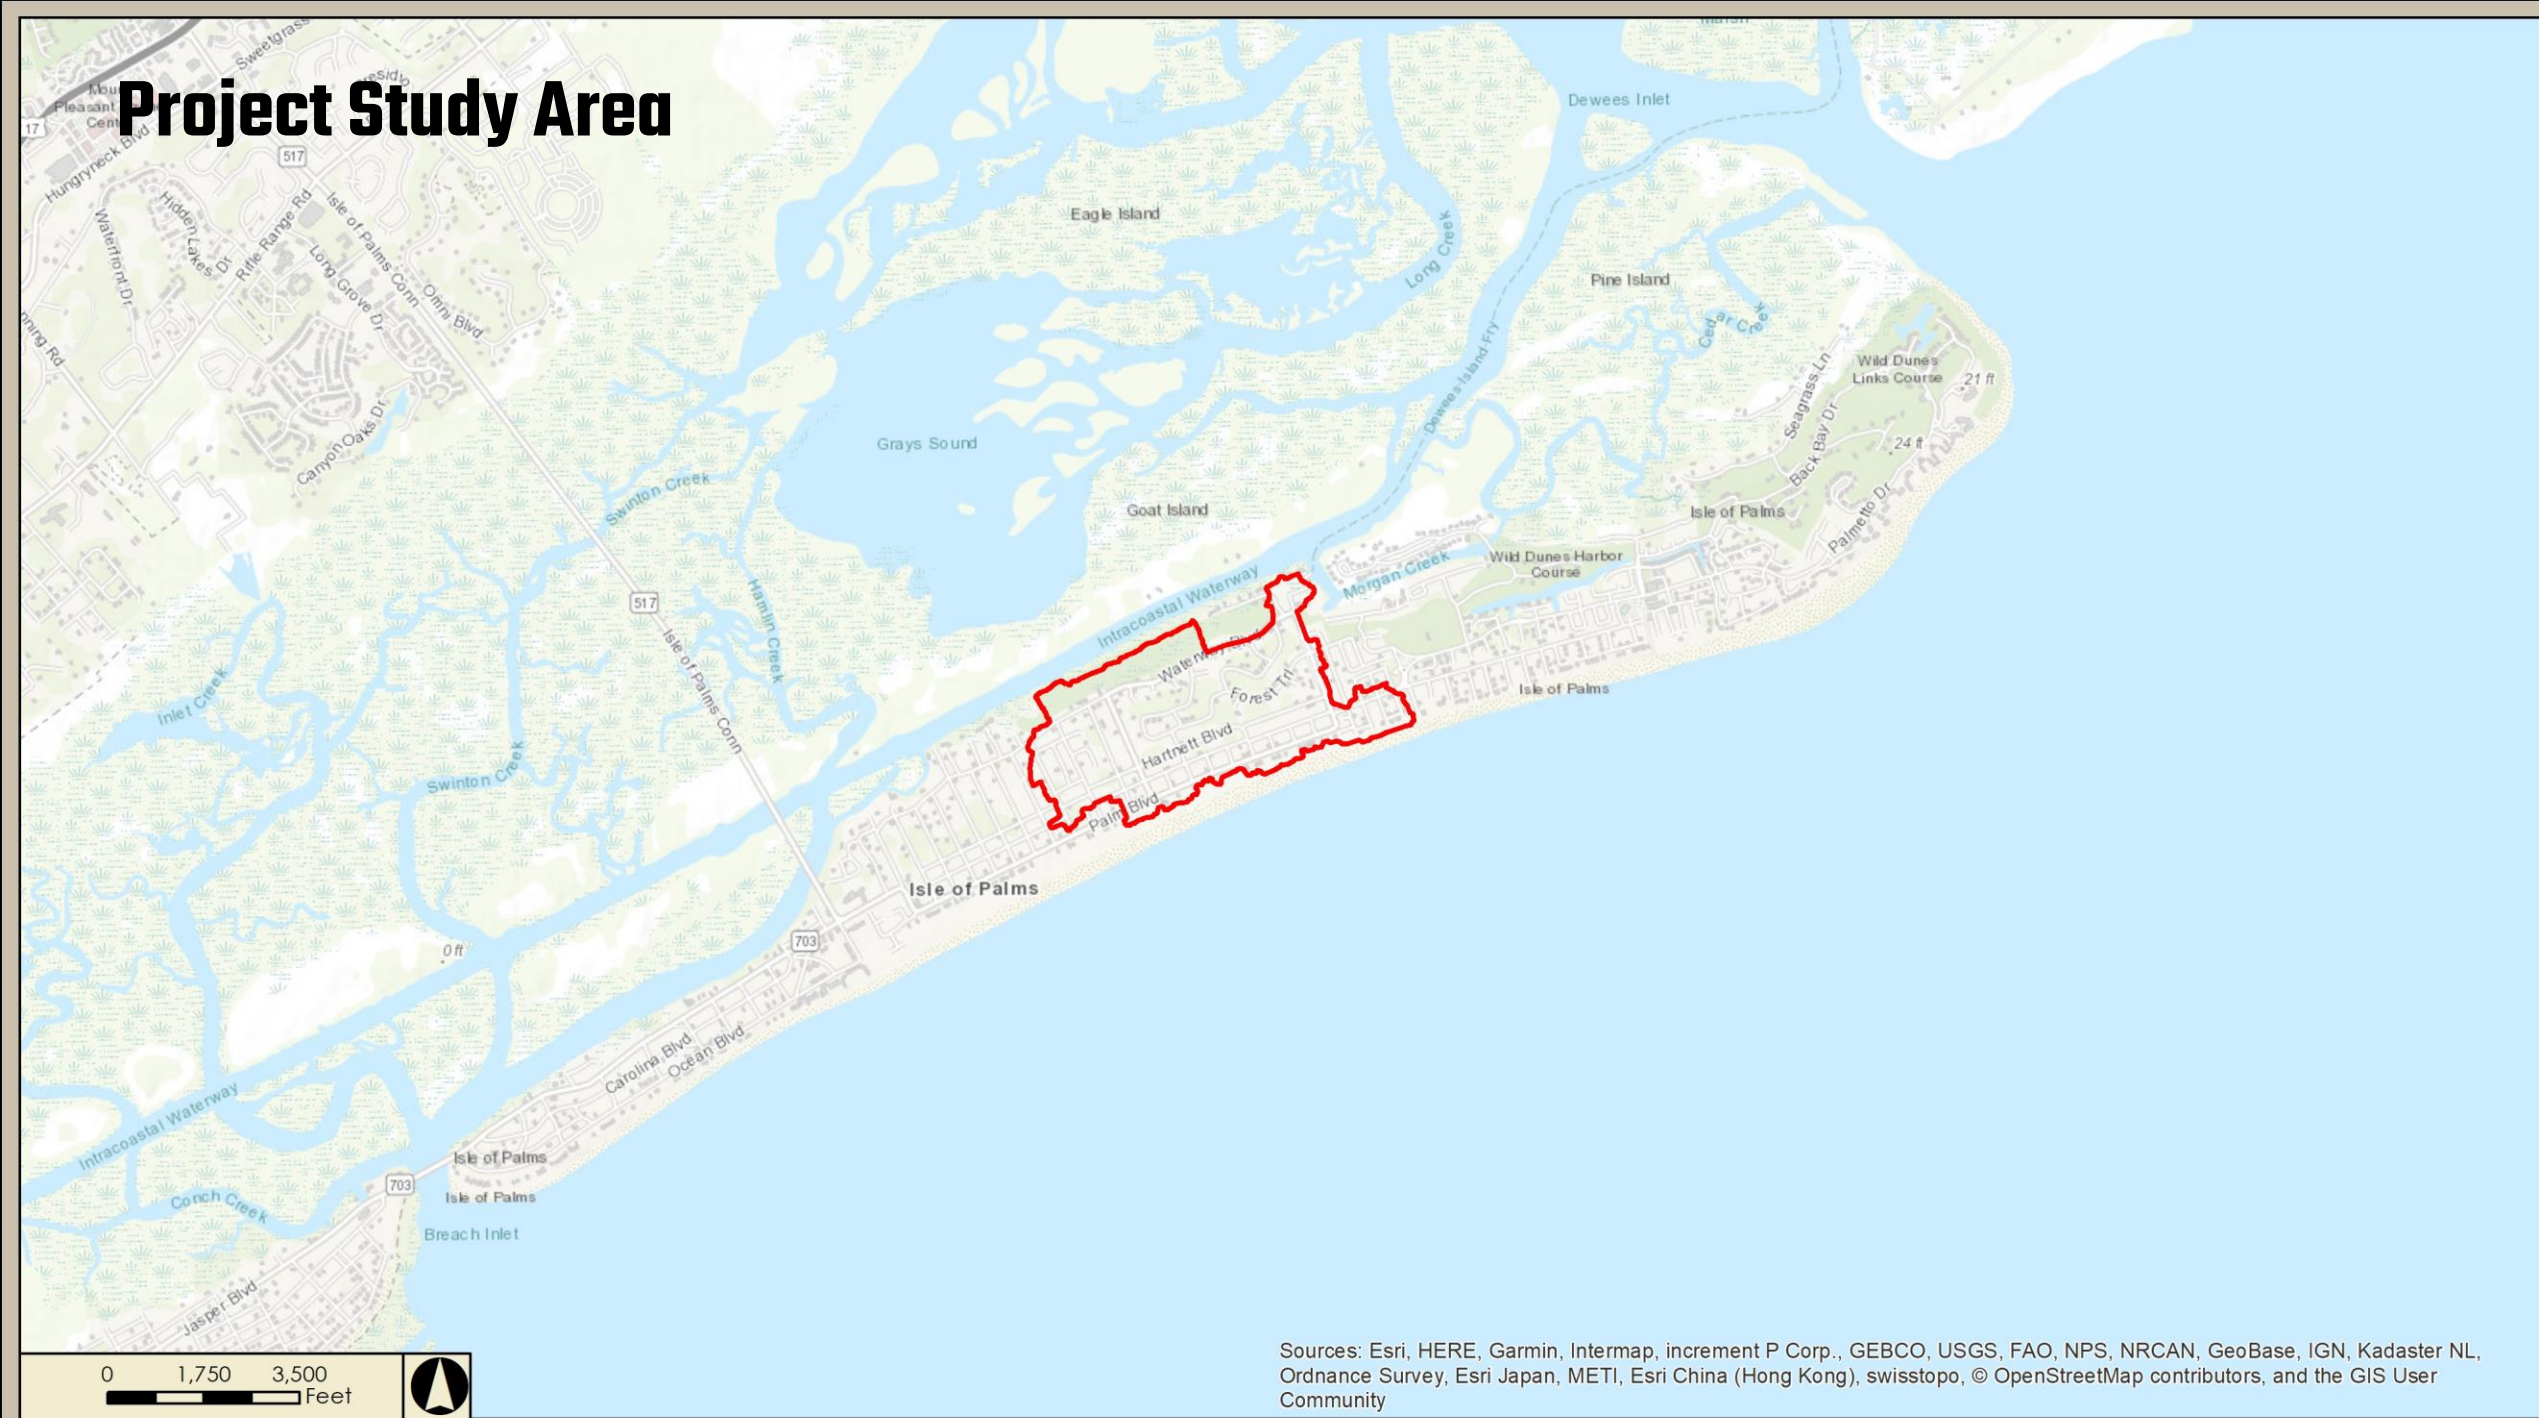 Project Study Area
Sweetgrass
Pleasant
17
Hungryneck Blvd
517
Waterfront Dr
Hidden Lakes Dr
Rifle Range Rd
Isle of Palms Conn
Long Grove Dr
Omni Blvd
Canyon Oaks Dr
Marsh
Dewees Inlet
Eagle Island
Long Creek
Pine Island
Cedar Creek
Dewees Island Fry
Wild Dunes
Links Course
21 ft
Seagrass Ln
Back Bay Dr
24 ft
Palmetto Dr
Grays Sound
Swinton Creek
Goat Island
Isle of Palms
Wild Dunes Harbor
Course
Morgan Creek
Intracoastal Waterway
Hamlin Creek
517
Isle of Palms Conn
Waterway Blvd
Forest Trl
Isle of Palms
Hartnett Blvd
Palm Blvd
Inlet Creek
Swinton Creek
Isle of Palms
703
0 ft
Carolina Blvd
Ocean Blvd
Intracoastal Waterway
Isle of Palms
703
Isle of Palms
Conch Creek
Breach Inlet
Jasper Blvd
0 1,750 3,500
Feet
Sources: Esri, HERE, Garmin, Intermap, increment P Corp., GEBCO, USGS, FAO, NPS, NRCAN, GeoBase, IGN, Kadaster NL,
Ordnance Survey, Esri Japan, METI, Esri China (Hong Kong), swisstopo, © OpenStreetMap contributors, and the GIS User
Community